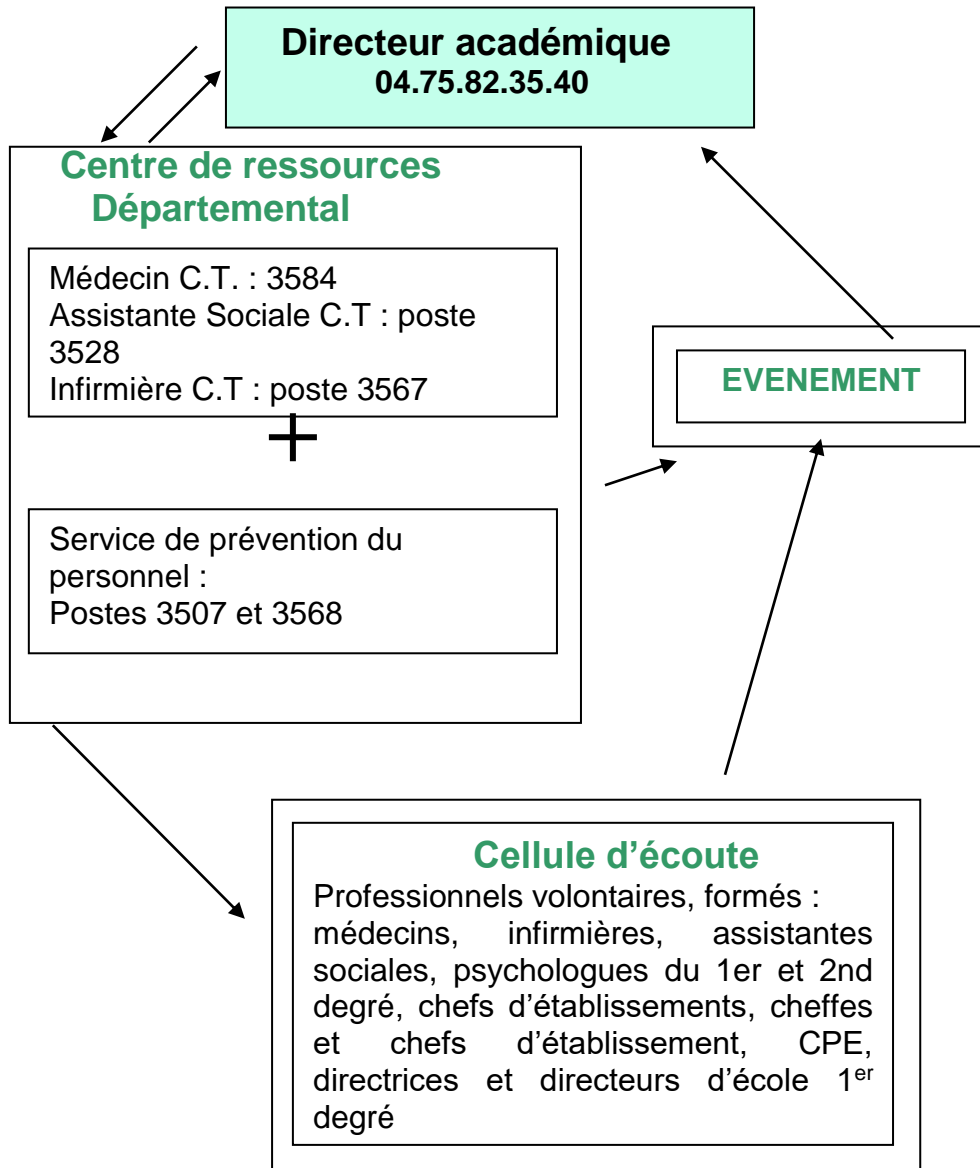 Directeur académique
04.75.82.35.40
Centre de ressources
Départemental
Médecin C.T. : 3584
Assistante Sociale C.T : poste
3528
Infirmière C.T : poste 3567
+
Service de prévention du
personnel :
Postes 3507 et 3568
EVENEMENT
Cellule d’écoute
Professionnels volontaires, formés :
médecins, infirmières, assistantes
sociales, psychologues du 1er et 2nd
degré, chefs d’établissements, cheffes
et chefs d’établissement, CPE,
directrices et directeurs d’école 1er
degré